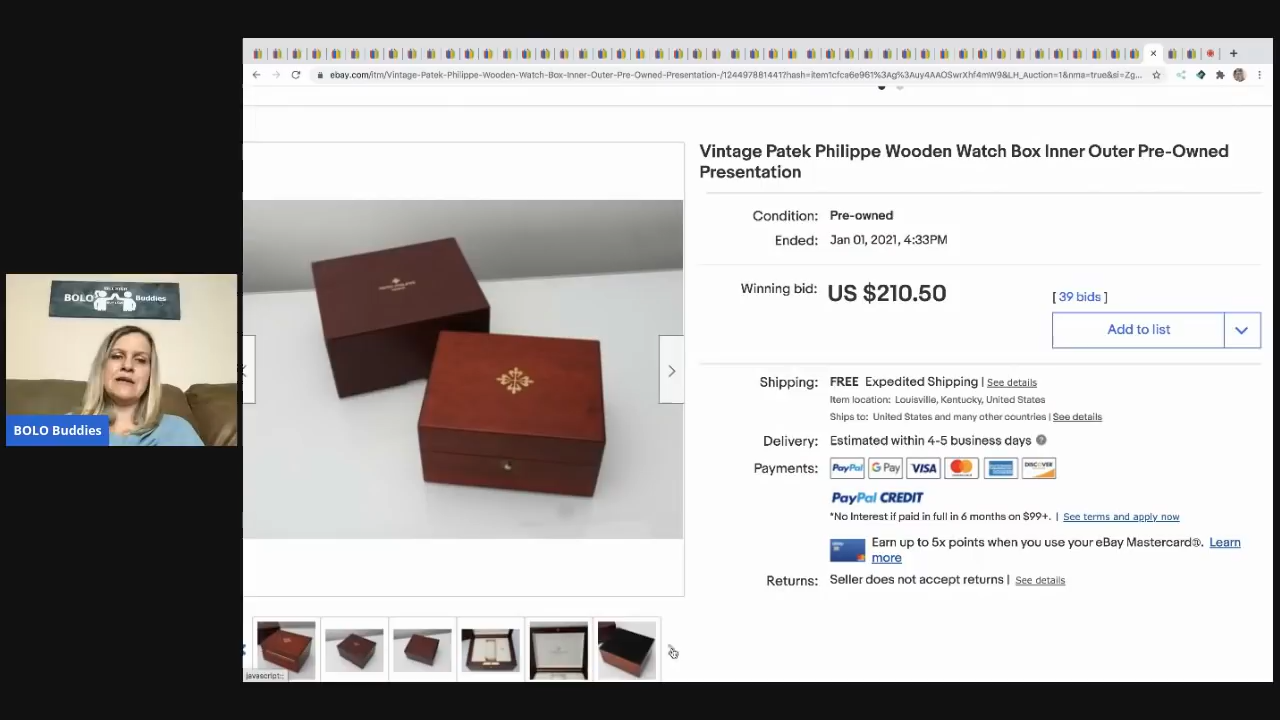 ebay.com/itm/Vintage-Patek-Philippe-Wooden-Watch-Box-Inner-Outer-Pre-Owned-Presentation-/124497881441?hash=item1cfca6e961%3Ag%3Auy4AAOSwrXhf4mW9&LH_Auction=1&nma=true&si=Zg...
Vintage Patek Philippe Wooden Watch Box Inner Outer Pre-Owned
Presentation
Condition: Pre-owned
Ended: Jan 01, 2021, 4:33PM
Winning bid: US $210.50 [ 39 bids ]
Add to list
Shipping: FREE Expedited Shipping | See details
Item location: Louisville, Kentucky, United States
Ships to: United States and many other countries | See details
Delivery: Estimated within 4-5 business days
Payments: PayPal G Pay VISA MasterCard AMERICAN EXPRESS DISCOVER
PayPal CREDIT
*No Interest if paid in full in 6 months on $99+. | See terms and apply now
Earn up to 5x points when you use your eBay Mastercard®. Learn
more
Returns: Seller does not accept returns | See details
BOLO Buddies
BOLO Buddies
javascript:;